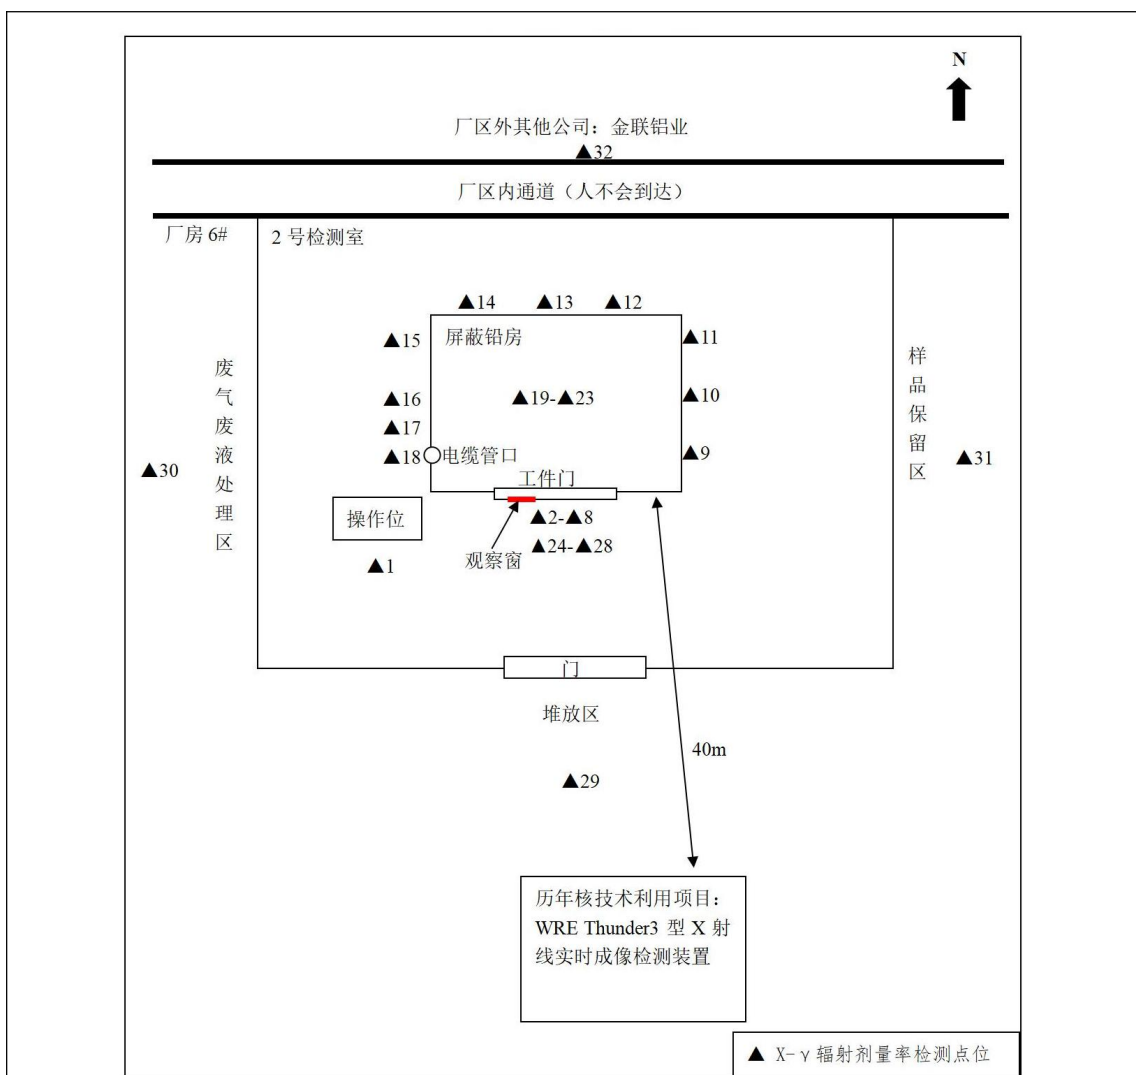 N
厂区外其他公司：金联铝业
▲32
厂区内通道（人不会到达）
厂房 6#
2 号检测室
▲14
▲13
▲12
▲15
屏蔽铅房
▲11
▲16
▲19-▲23
▲10
▲17
▲18
电缆管口
▲9
废气废液处理区
样品保留区
▲30
▲31
工件门
操作位
▲2-▲8
▲24-▲28
观察窗
▲1
门
堆放区
40m
▲29
历年核技术利用项目：
WRE Thunder3 型 X 射
线实时成像检测装置
▲ X-γ辐射剂量率检测点位